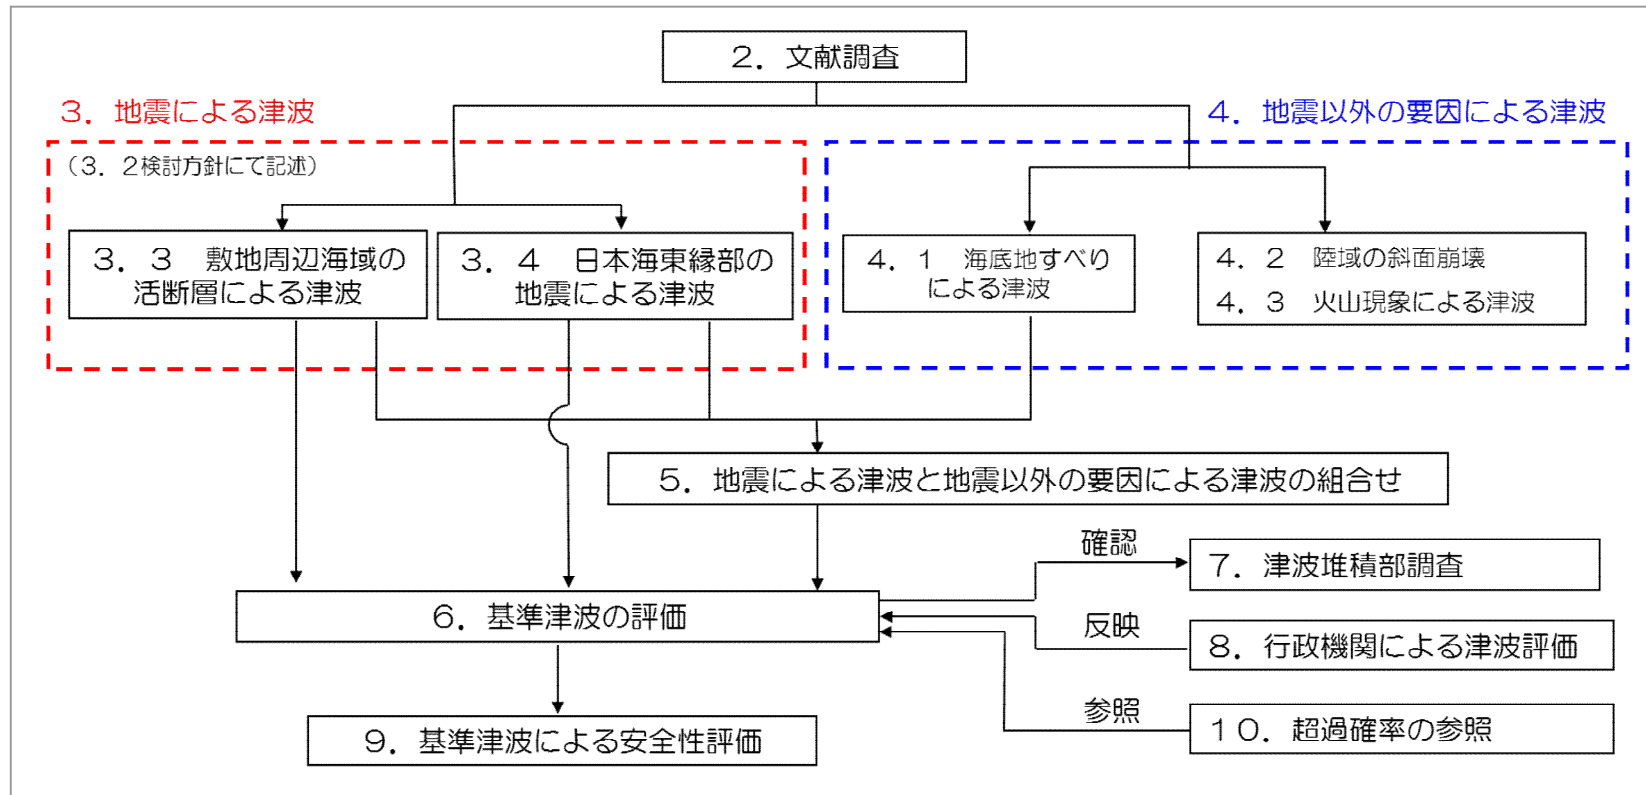 ２．文献調査
３．地震による津波
４．地震以外の要因による津波
（３．２検討方針にて記述）
３．３　敷地周辺海域の
活断層による津波
３．４　日本海東縁部の
地震による津波
４．１　海底地すべり
による津波
４．２　陸域の斜面崩壊
４．３　火山現象による津波
５．地震による津波と地震以外の要因による津波の組合せ
確認
７．津波堆積部調査
６．基準津波の評価
反映
８．行政機関による津波評価
参照
１０．超過確率の参照
９．基準津波による安全性評価